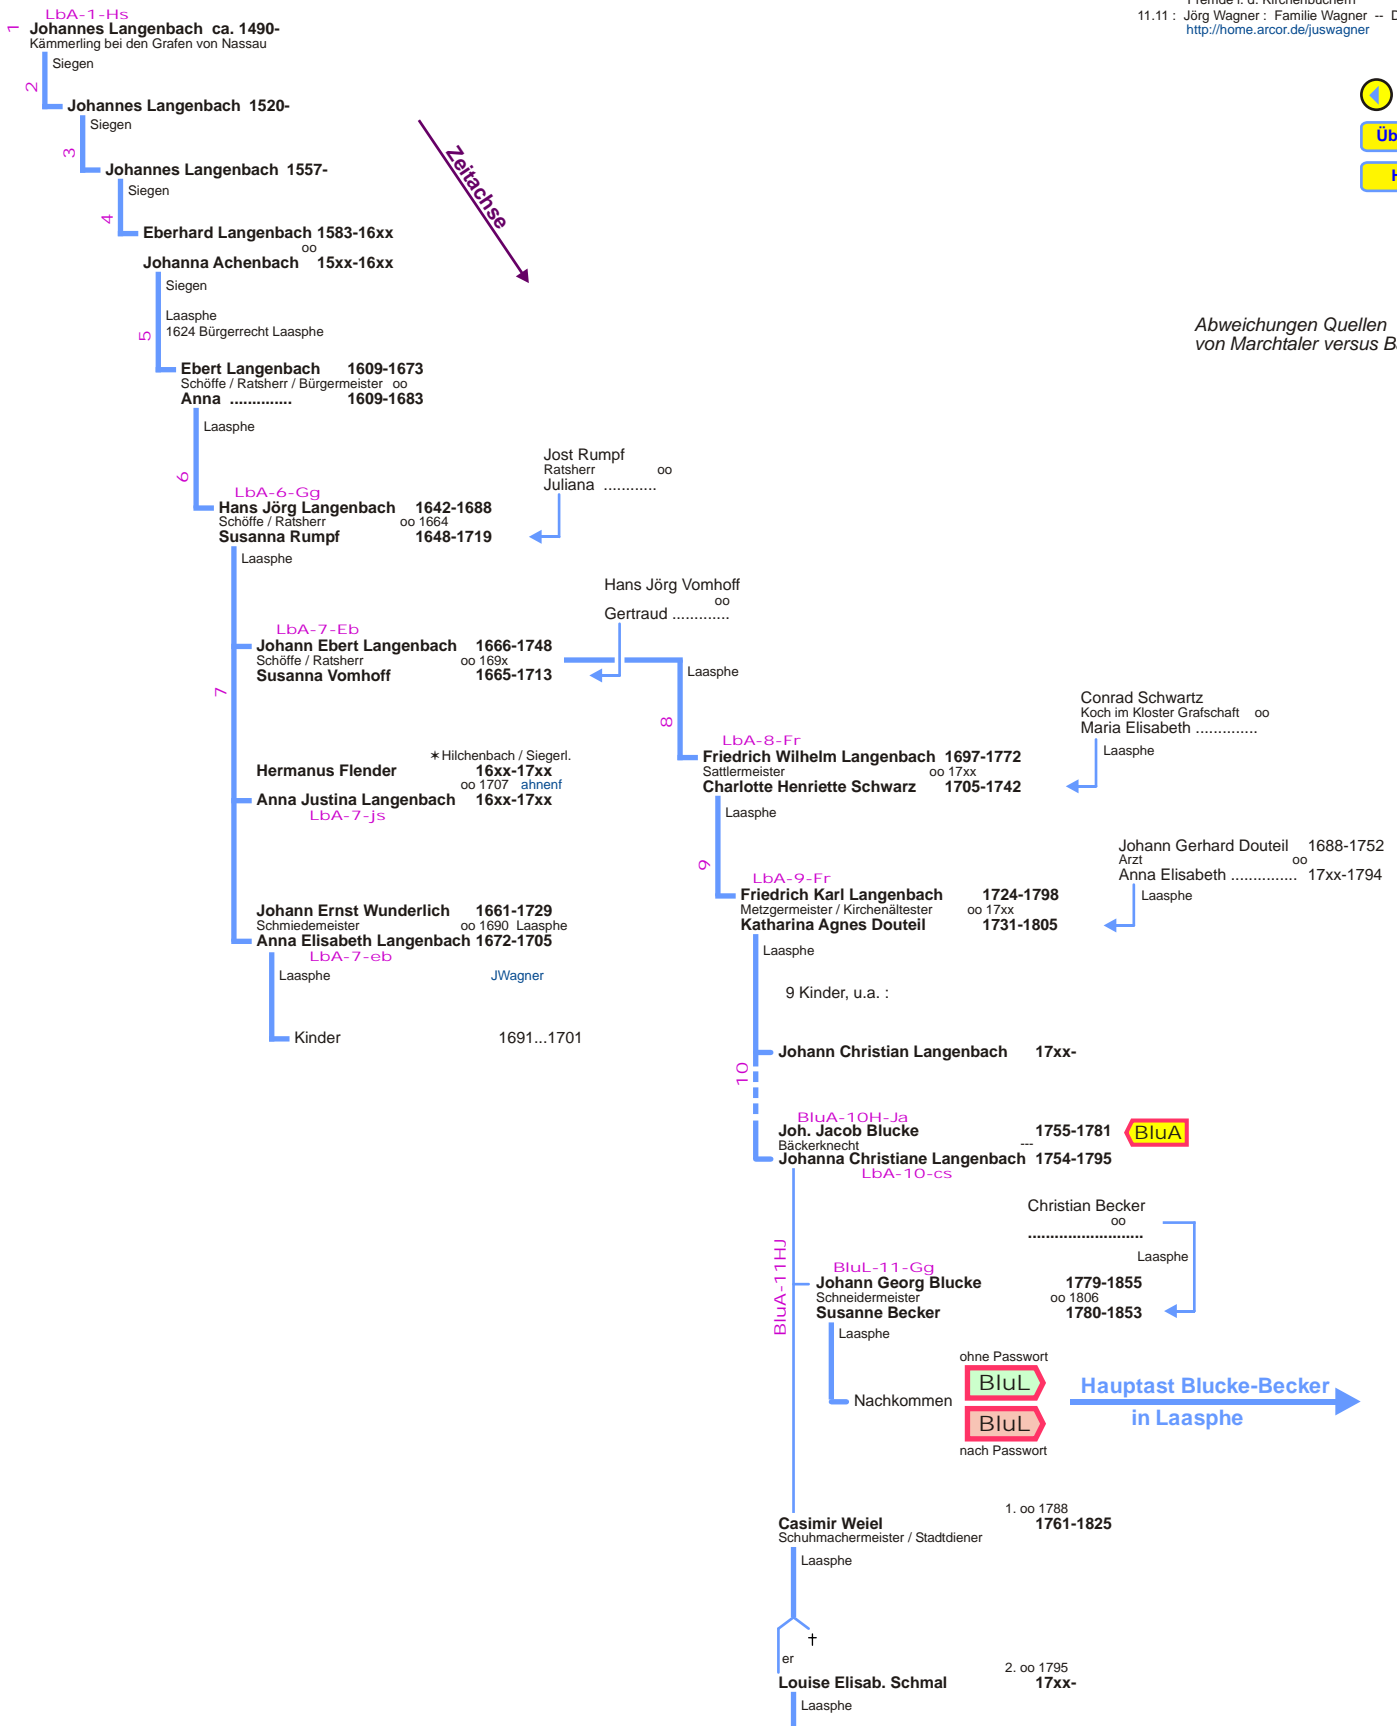 LbA-1-Hs
1
Johannes Langenbach ca. 1490-
Kämmerling bei den Grafen von Nassau
Siegen
2
Johannes Langenbach 1520-
Siegen
3
Johannes Langenbach 1557-
Siegen
4
Eberhard Langenbach 1583-16xx
oo
Johanna Achenbach 15xx-16xx
Siegen
Laasphe
1624 Bürgerrecht Laasphe
5
Ebert Langenbach 1609-1673
Schöffe / Ratsherr / Bürgermeister oo
Anna .............. 1609-1683
Laasphe
6
LbA-6-Gg
Hans Jörg Langenbach 1642-1688
Schöffe / Ratsherr oo 1664
Susanna Rumpf 1648-1719
Laasphe
Jost Rumpf
Ratsherr oo
Juliana ............
7
LbA-7-Eb
Johann Ebert Langenbach 1666-1748
Schöffe / Ratsherr oo 169x
Susanna Vomhoff 1665-1713
Hans Jörg Vomhoff
oo
Gertraud .............
*Hilchenbach / Siegerl.
Hermanus Flender 16xx-17xx
oo 1707 ahnenf
Anna Justina Langenbach 16xx-17xx
LbA-7-js
Johann Ernst Wunderlich 1661-1729
Schmiedemeister oo 1690 Laasphe
Anna Elisabeth Langenbach 1672-1705
LbA-7-eb
Laasphe JWagner
Kinder 1691...1701
Zeitachse
11.11 : Jörg Wagner : Familie Wagner -- D
http://home.arcor.de/juswagner
Üb
H
Abweichungen Quellen
von Marchtaler versus B
Laasphe
8
LbA-8-Fr
Friedrich Wilhelm Langenbach 1697-1772
Sattlermeister oo 17xx
Charlotte Henriette Schwarz 1705-1742
Laasphe
Conrad Schwartz
Koch im Kloster Grafschaft oo
Maria Elisabeth ..............
Laasphe
9
LbA-9-Fr
Friedrich Karl Langenbach 1724-1798
Metzgermeister / Kirchenältester oo 17xx
Katharina Agnes Douteil 1731-1805
Laasphe
Johann Gerhard Douteil 1688-1752
Arzt oo
Anna Elisabeth ............... 17xx-1794
Laasphe
9 Kinder, u.a. :
Johann Christian Langenbach 17xx-
10
BluA-10H-Ja
Joh. Jacob Blucke 1755-1781
Bäckerknecht ---
Johanna Christiane Langenbach 1754-1795
LbA-10-cs
BluA
Christian Becker
oo
..........................
Laasphe
BluA-11HJ
BluL-11-Gg
Johann Georg Blucke 1779-1855
Schneidermeister oo 1806
Susanne Becker 1780-1853
Laasphe
ohne Passwort
BluL
Nachkommen
BluL
nach Passwort
Hauptast Blucke-Becker
in Laasphe
1. oo 1788
Casimir Weiel 1761-1825
Schuhmachermeister / Stadtdiener
Laasphe
†
er
2. oo 1795
Louise Elisab. Schmal 17xx-
Laasphe